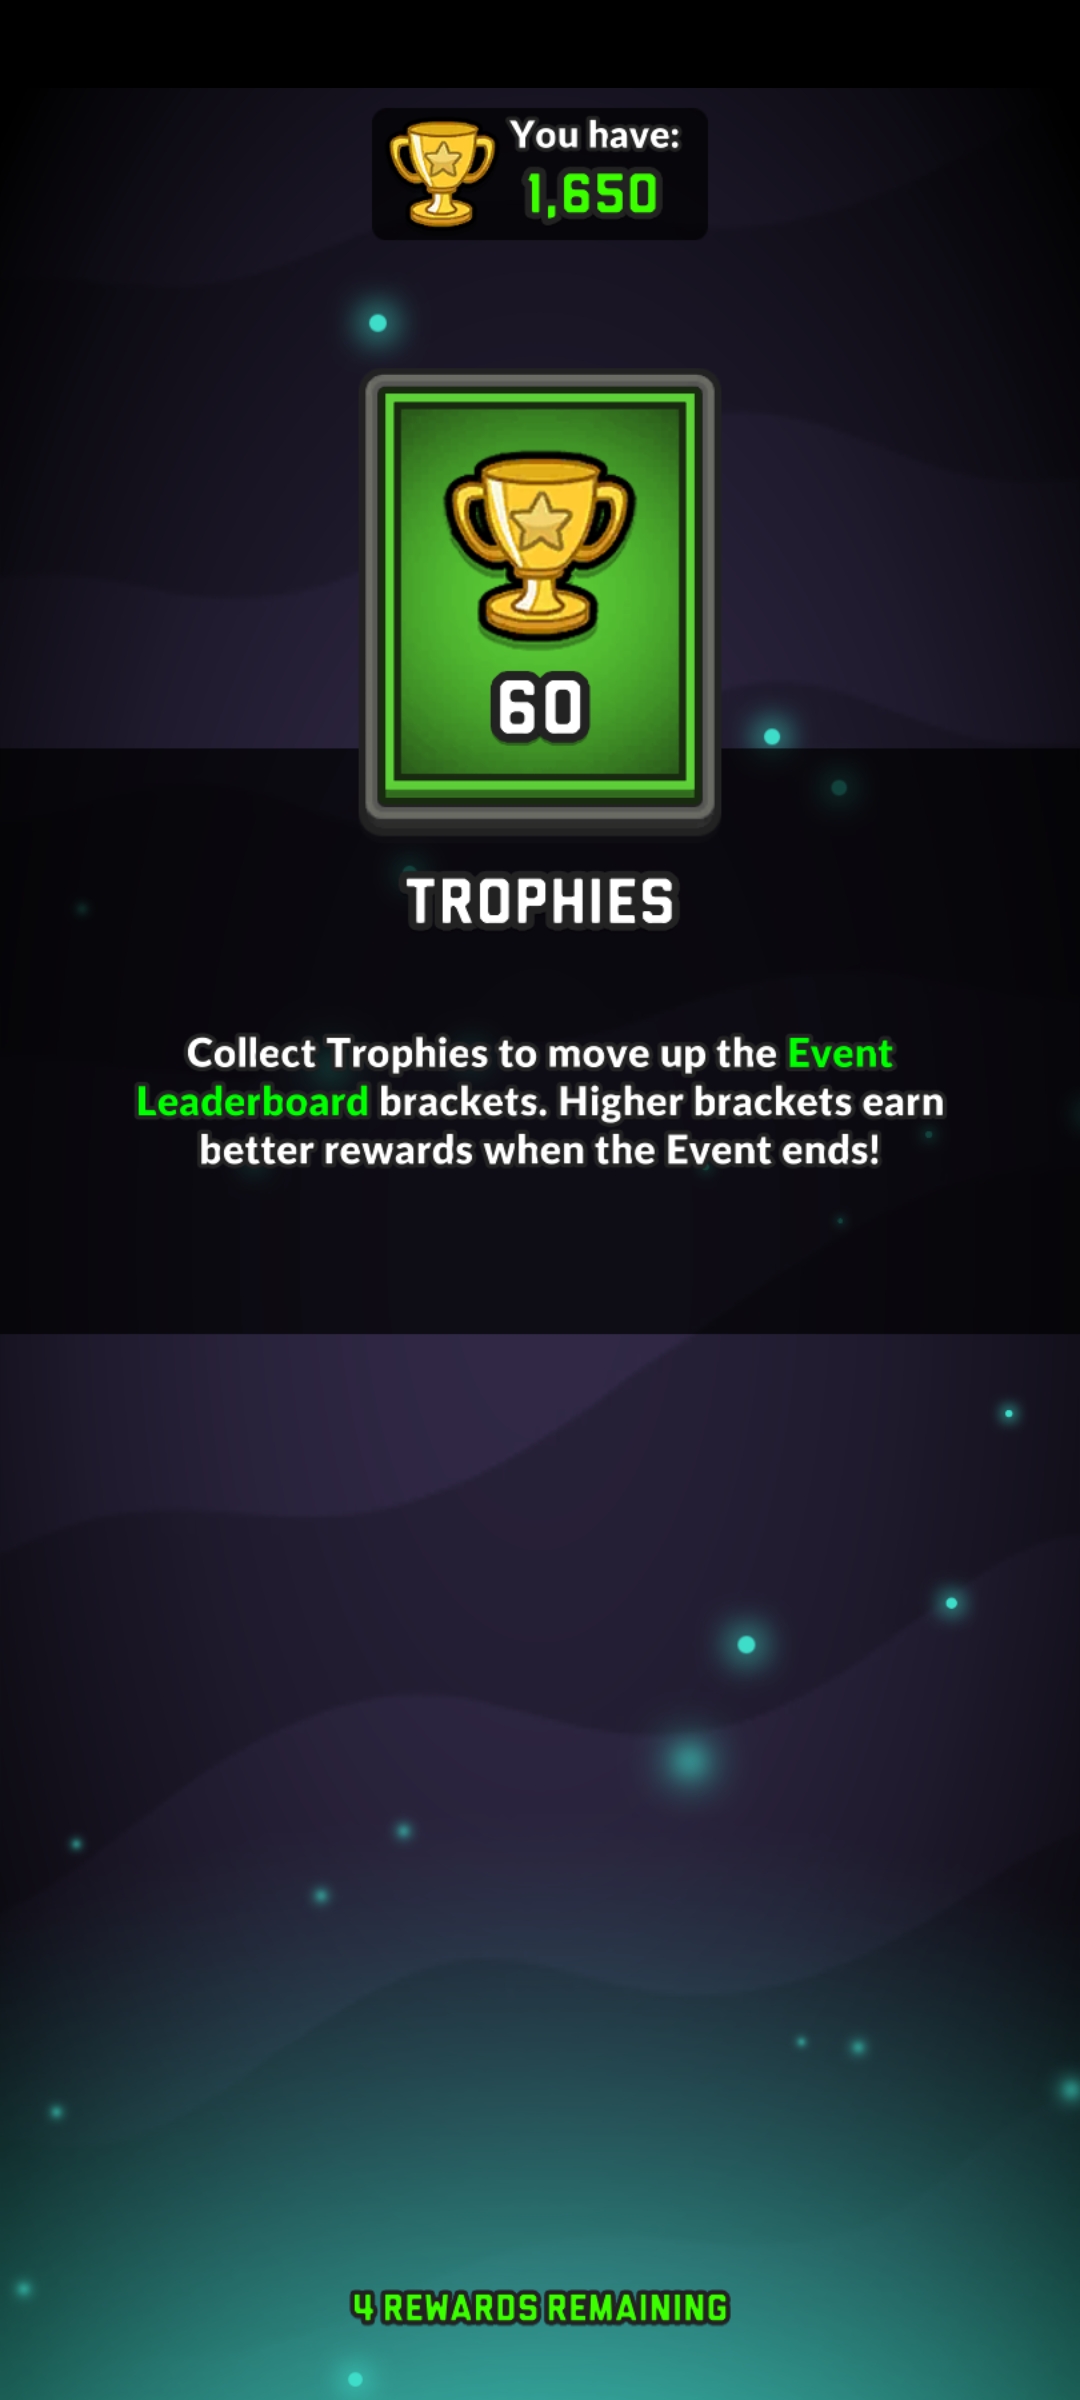 You have:
1,650
60
TROPHIES
Collect Trophies to move up the Event
Leaderboard brackets. Higher brackets earn
better rewards when the Event ends!
4 REWARDS REMAINING